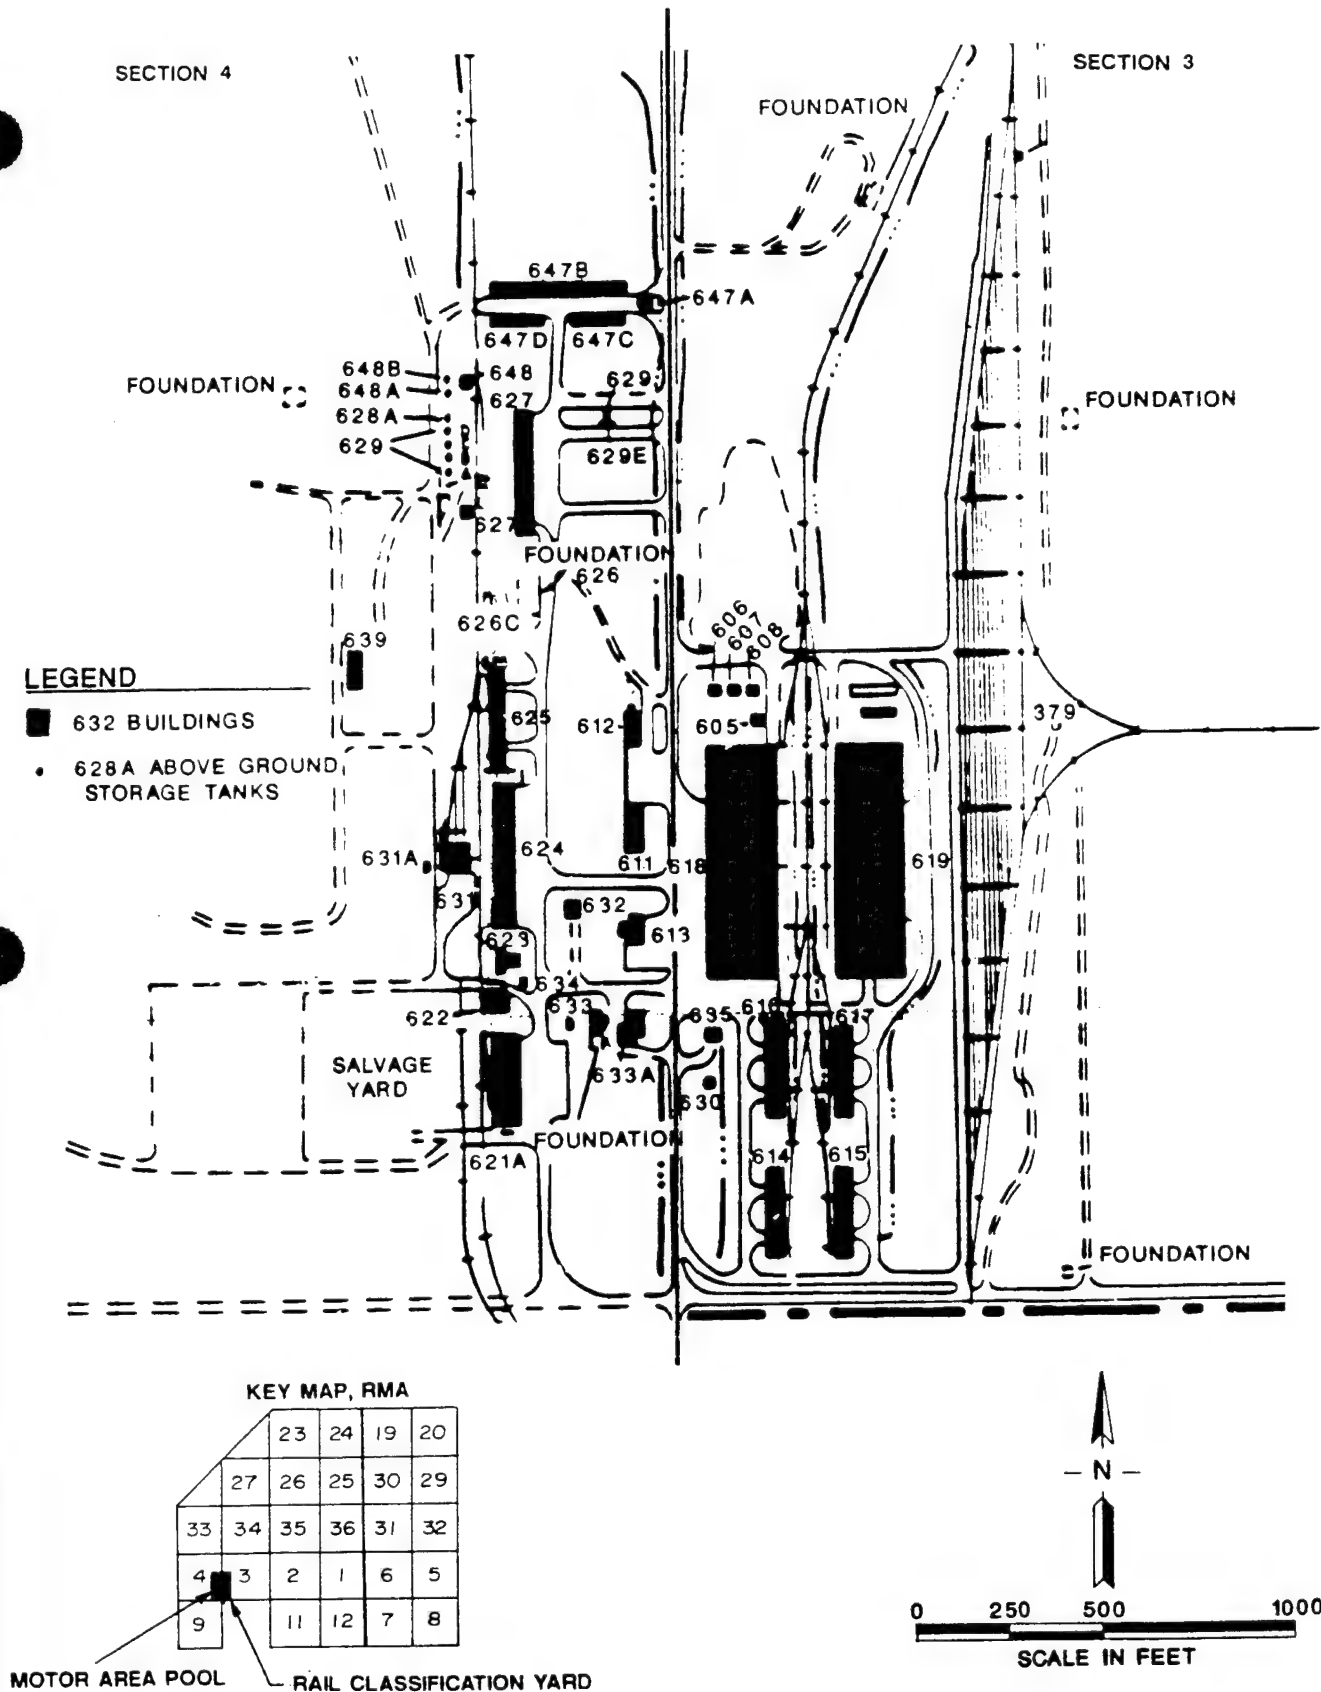 SECTION 4
SECTION 3
FOUNDATION
647B
647A
647D
647C
648B
648
629
FOUNDATION
648A
627
FOUNDATION
628A
629
629E
627
FOUNDATION
626
626C
606
607
608
639
LEGEND
632 BUILDINGS
625
612
605
379
628A ABOVE GROUND
STORAGE TANKS
624
631A
611
618
619
631
632
613
623
634
633
622
635
616
617
SALVAGE
YARD
633A
630
FOUNDATION
621A
614
615
FOUNDATION
KEY MAP, RMA
23 24 19 20
27 26 25 30 29
33 34 35 36 31 32
4 3 2 1 6 5
9 11 12 7 8
MOTOR AREA POOL
RAIL CLASSIFICATION YARD
N
0 250 500 1000
SCALE IN FEET